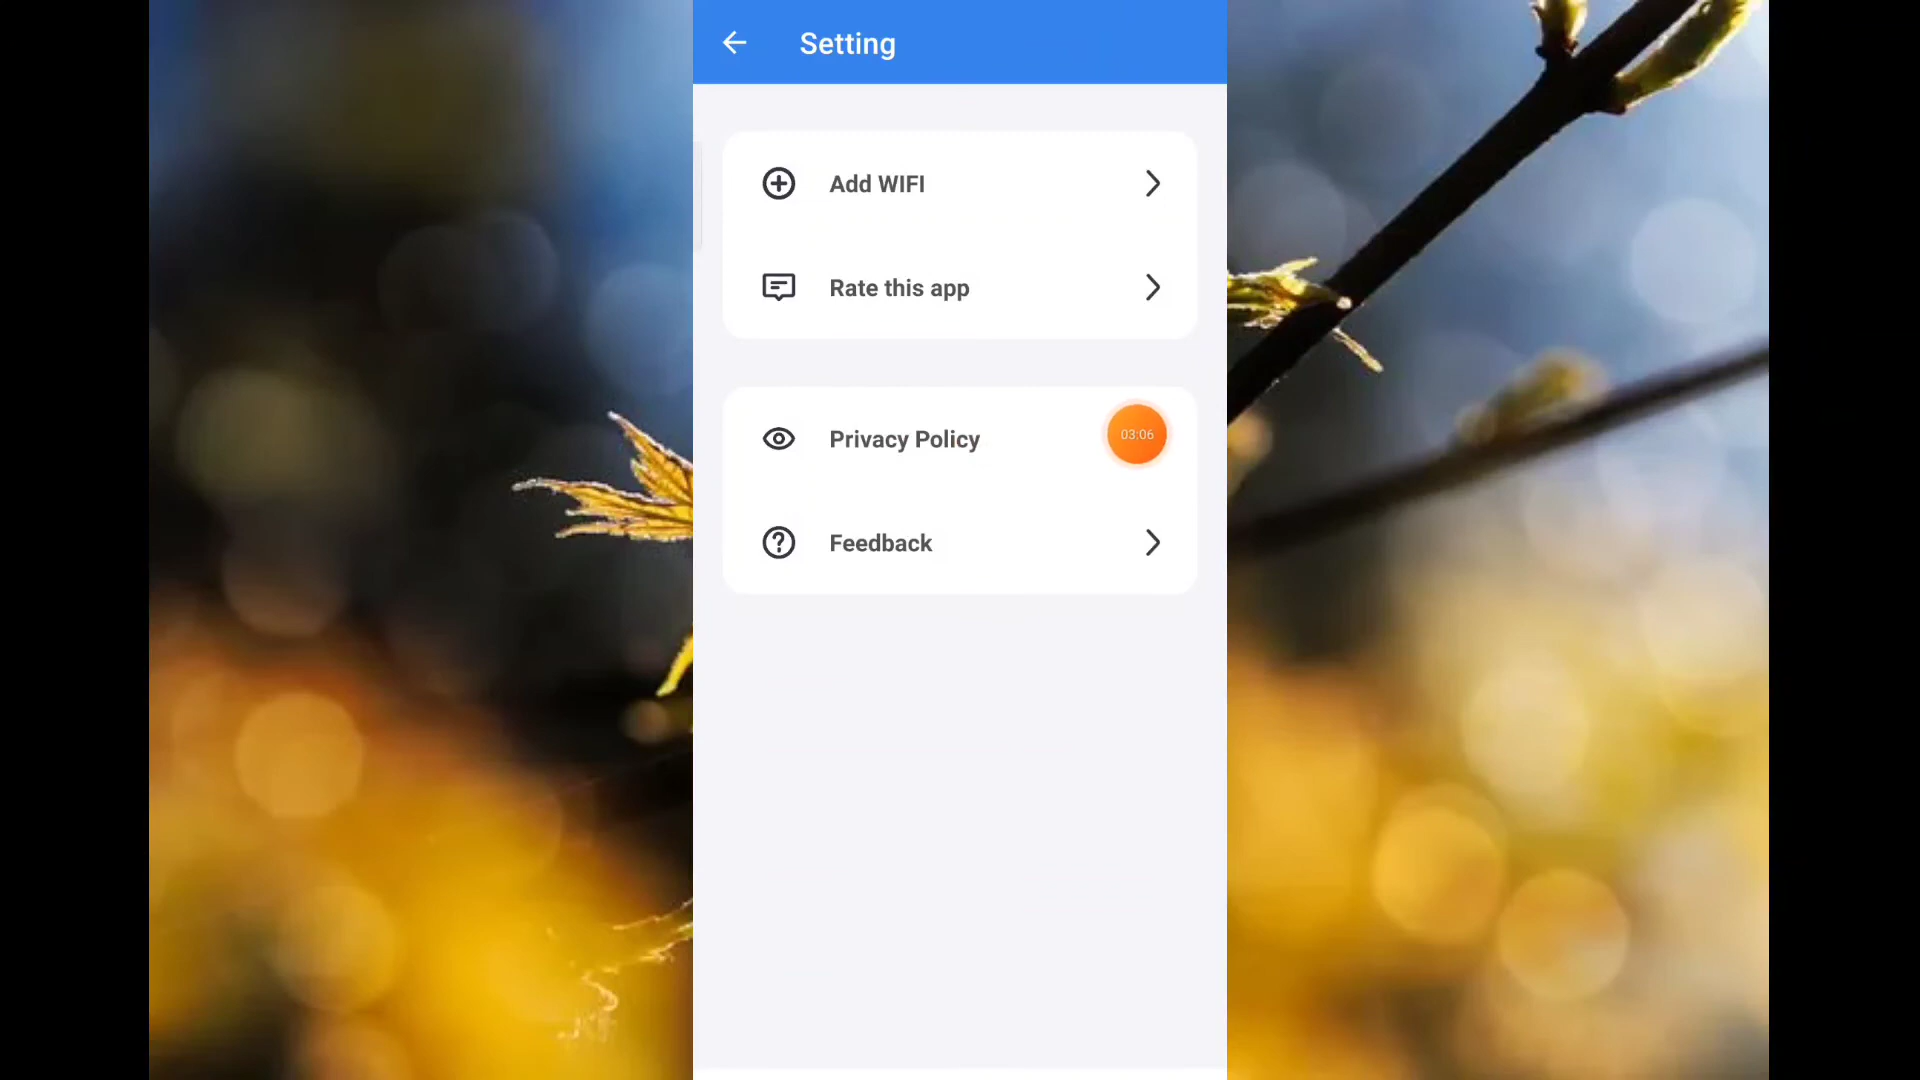 Setting
Add WIFI
Rate this app
Privacy Policy
03:06
Feedback